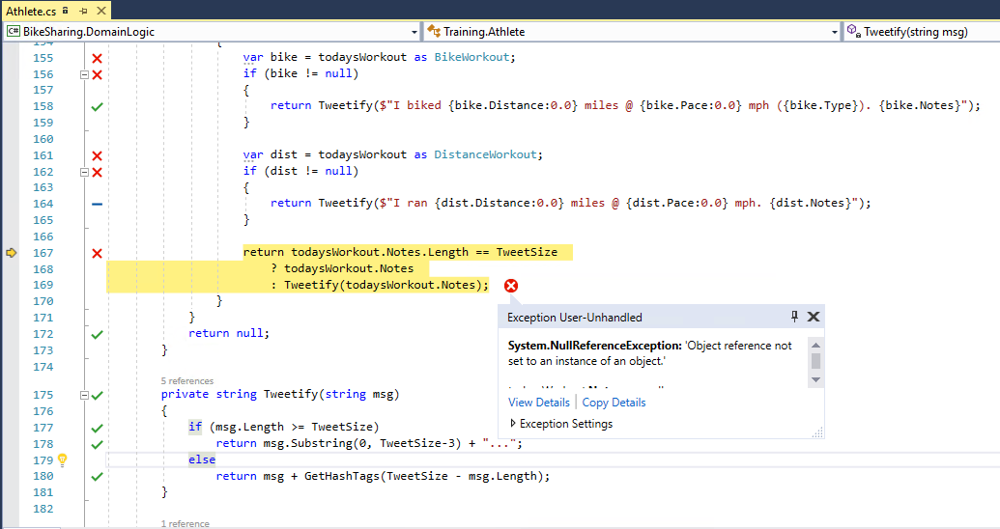 Athlete.cs
BikeSharing.DomainLogic
Training.Athlete
Tweetify(string msg)
154 {
155 var bike = todaysWorkout as BikeWorkout;
156 if (bike != null)
157 {
158 return Tweetify($"I biked {bike.Distance:0.0} miles @ {bike.Pace:0.0} mph ({bike.Type}). {bike.Notes}");
159 }
160
161 var dist = todaysWorkout as DistanceWorkout;
162 if (dist != null)
163 {
164 return Tweetify($"I ran {dist.Distance:0.0} miles @ {dist.Pace:0.0} mph. {dist.Notes}");
165 }
166
167 return todaysWorkout.Notes.Length == TweetSize
168 ? todaysWorkout.Notes
169 : Tweetify(todaysWorkout.Notes);
170 }
171 }
172 return null;
173 }
174
5 references
175 private string Tweetify(string msg)
176 {
177 if (msg.Length >= TweetSize)
178 return msg.Substring(0, TweetSize-3) + "...";
179 else
180 return msg + GetHashTags(TweetSize - msg.Length);
181 }
182
1 reference
Exception User-Unhandled
System.NullReferenceException: 'Object reference not
set to an instance of an object.'
View Details | Copy Details
Exception Settings